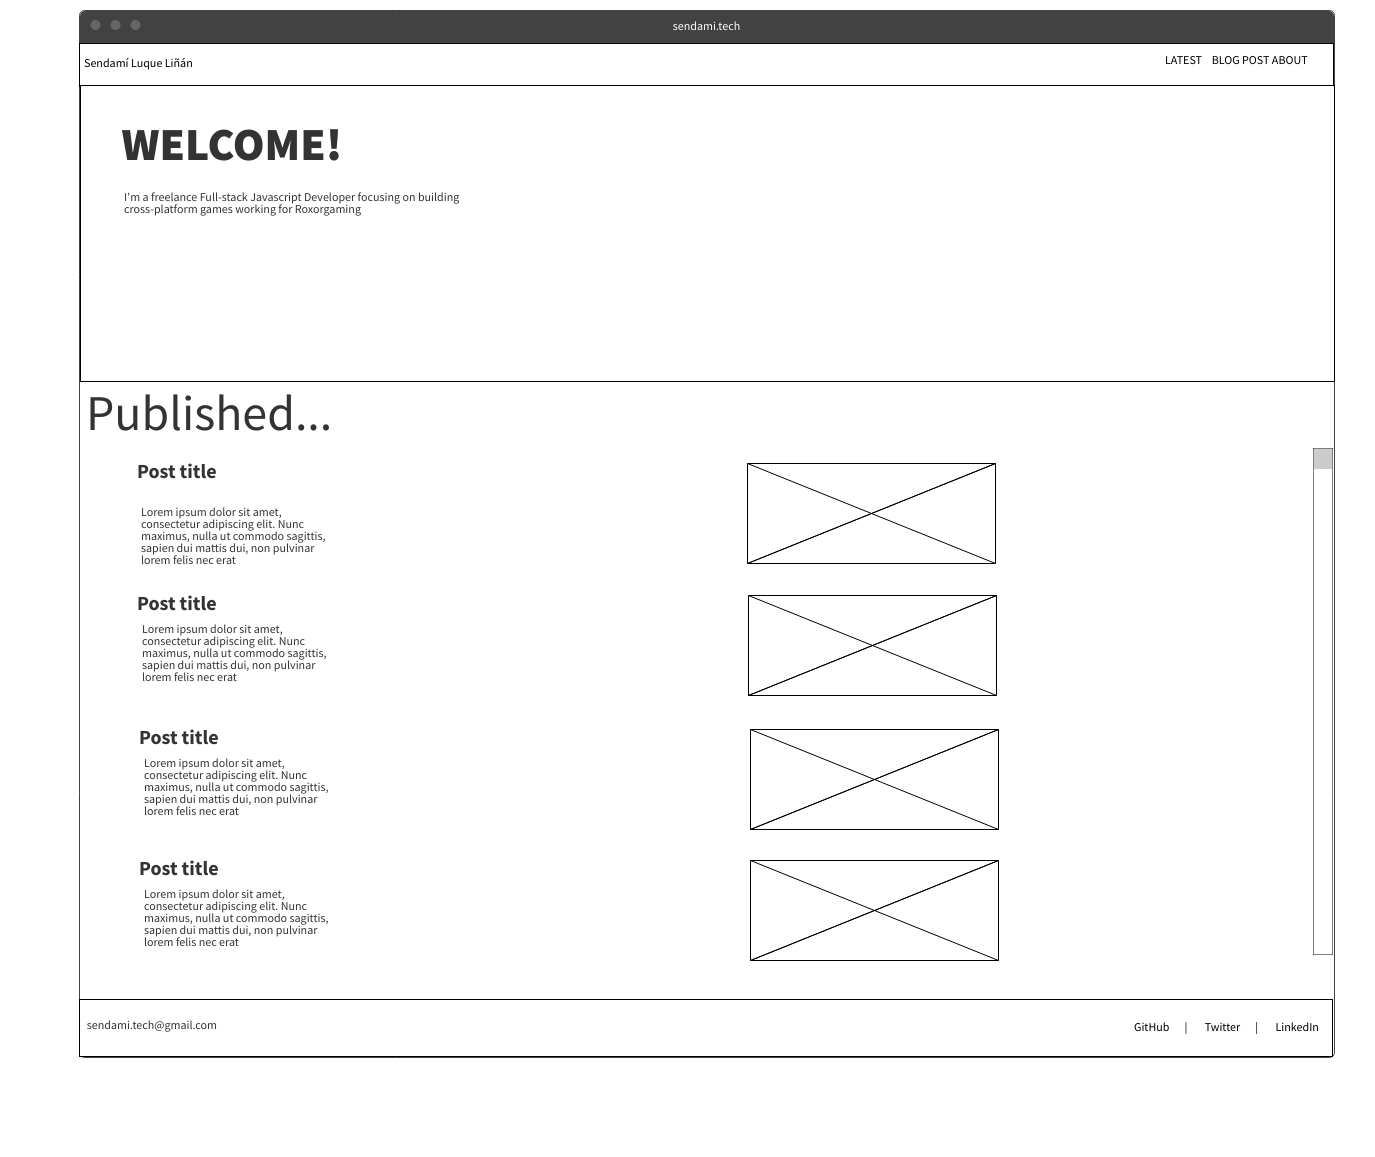 sendami.tech
Sendamí Luque Liñán
LATEST BLOG POST ABOUT
WELCOME!
I'm a freelance Full-stack Javascript Developer focusing on building
cross-platform games working for Roxorgaming
Published...
Post title
Lorem ipsum dolor sit amet,
consectetur adipiscing elit. Nunc
maximus, nulla ut commodo sagittis,
sapien dui mattis dui, non pulvinar
lorem felis nec erat
Post title
Lorem ipsum dolor sit amet,
consectetur adipiscing elit. Nunc
maximus, nulla ut commodo sagittis,
sapien dui mattis dui, non pulvinar
lorem felis nec erat
Post title
Lorem ipsum dolor sit amet,
consectetur adipiscing elit. Nunc
maximus, nulla ut commodo sagittis,
sapien dui mattis dui, non pulvinar
lorem felis nec erat
Post title
Lorem ipsum dolor sit amet,
consectetur adipiscing elit. Nunc
maximus, nulla ut commodo sagittis,
sapien dui mattis dui, non pulvinar
lorem felis nec erat
sendami.tech@gmail.com
GitHub | Twitter | LinkedIn